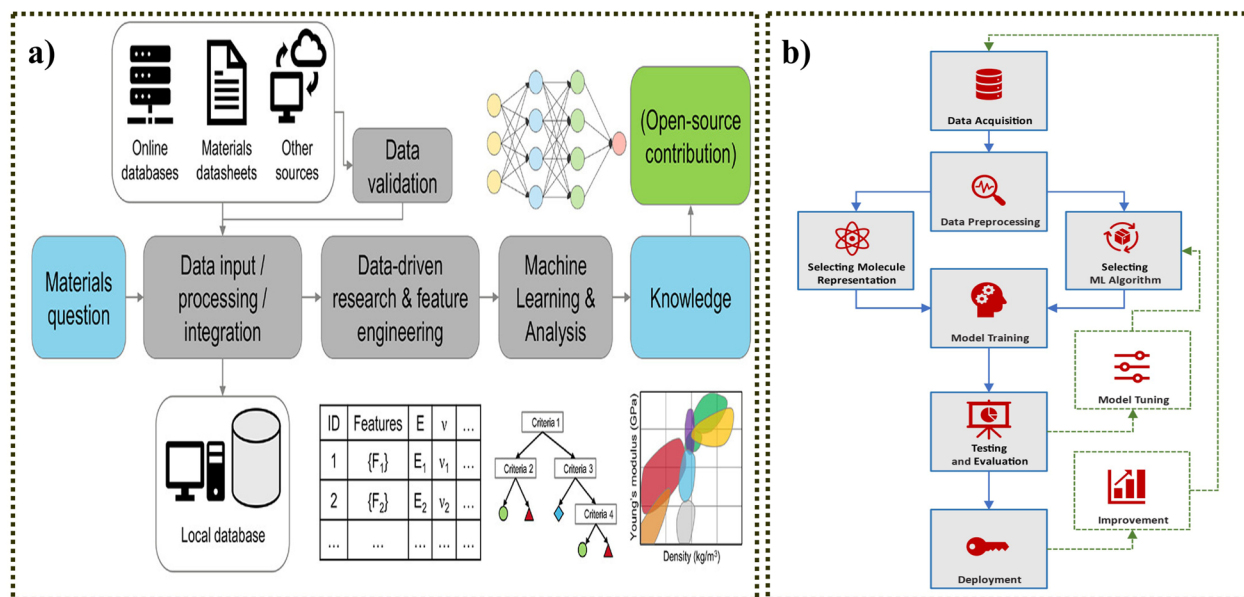 a)
Online
databases
Materials
datasheets
Other
sources
Data
validation
(Open-source
contribution)
Materials
question
Data input /
processing /
integration
Data-driven
research & feature
engineering
Machine
Learning &
Analysis
Knowledge
Local database
ID Features E ν ...
1 {F1} E1 ν1 ...
2 {F2} E2 ν2 ...
... ... ... ... ...
Criteria 1
Criteria 2
Criteria 3
Criteria 4
Young's modulus (GPa)
Density (kg/m³)
b)
Data Acquisition
Data Preprocessing
Selecting Molecule
Representation
Selecting
ML Algorithm
Model Training
Model Tuning
Testing
and Evaluation
Improvement
Deployment